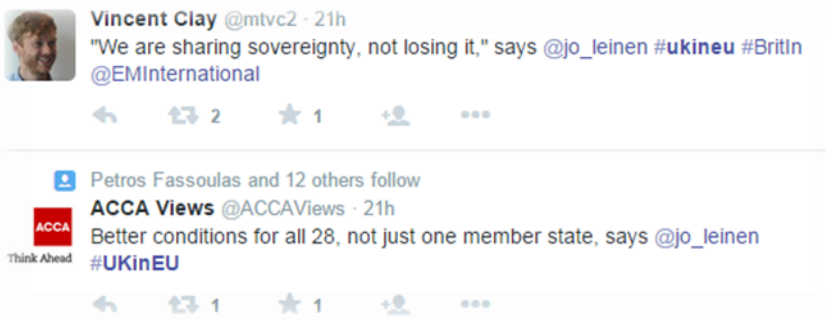 Vincent Clay @mtvc2 · 21h
"We are sharing sovereignty, not losing it," says @jo_leinen #ukineu #BritIn
@EMInternational
2 1
Petros Fassoulas and 12 others follow
ACCA Views @ACCAViews · 21h
ACCA
Better conditions for all 28, not just one member state, says @jo_leinen
Think Ahead
#UKinEU
1 1